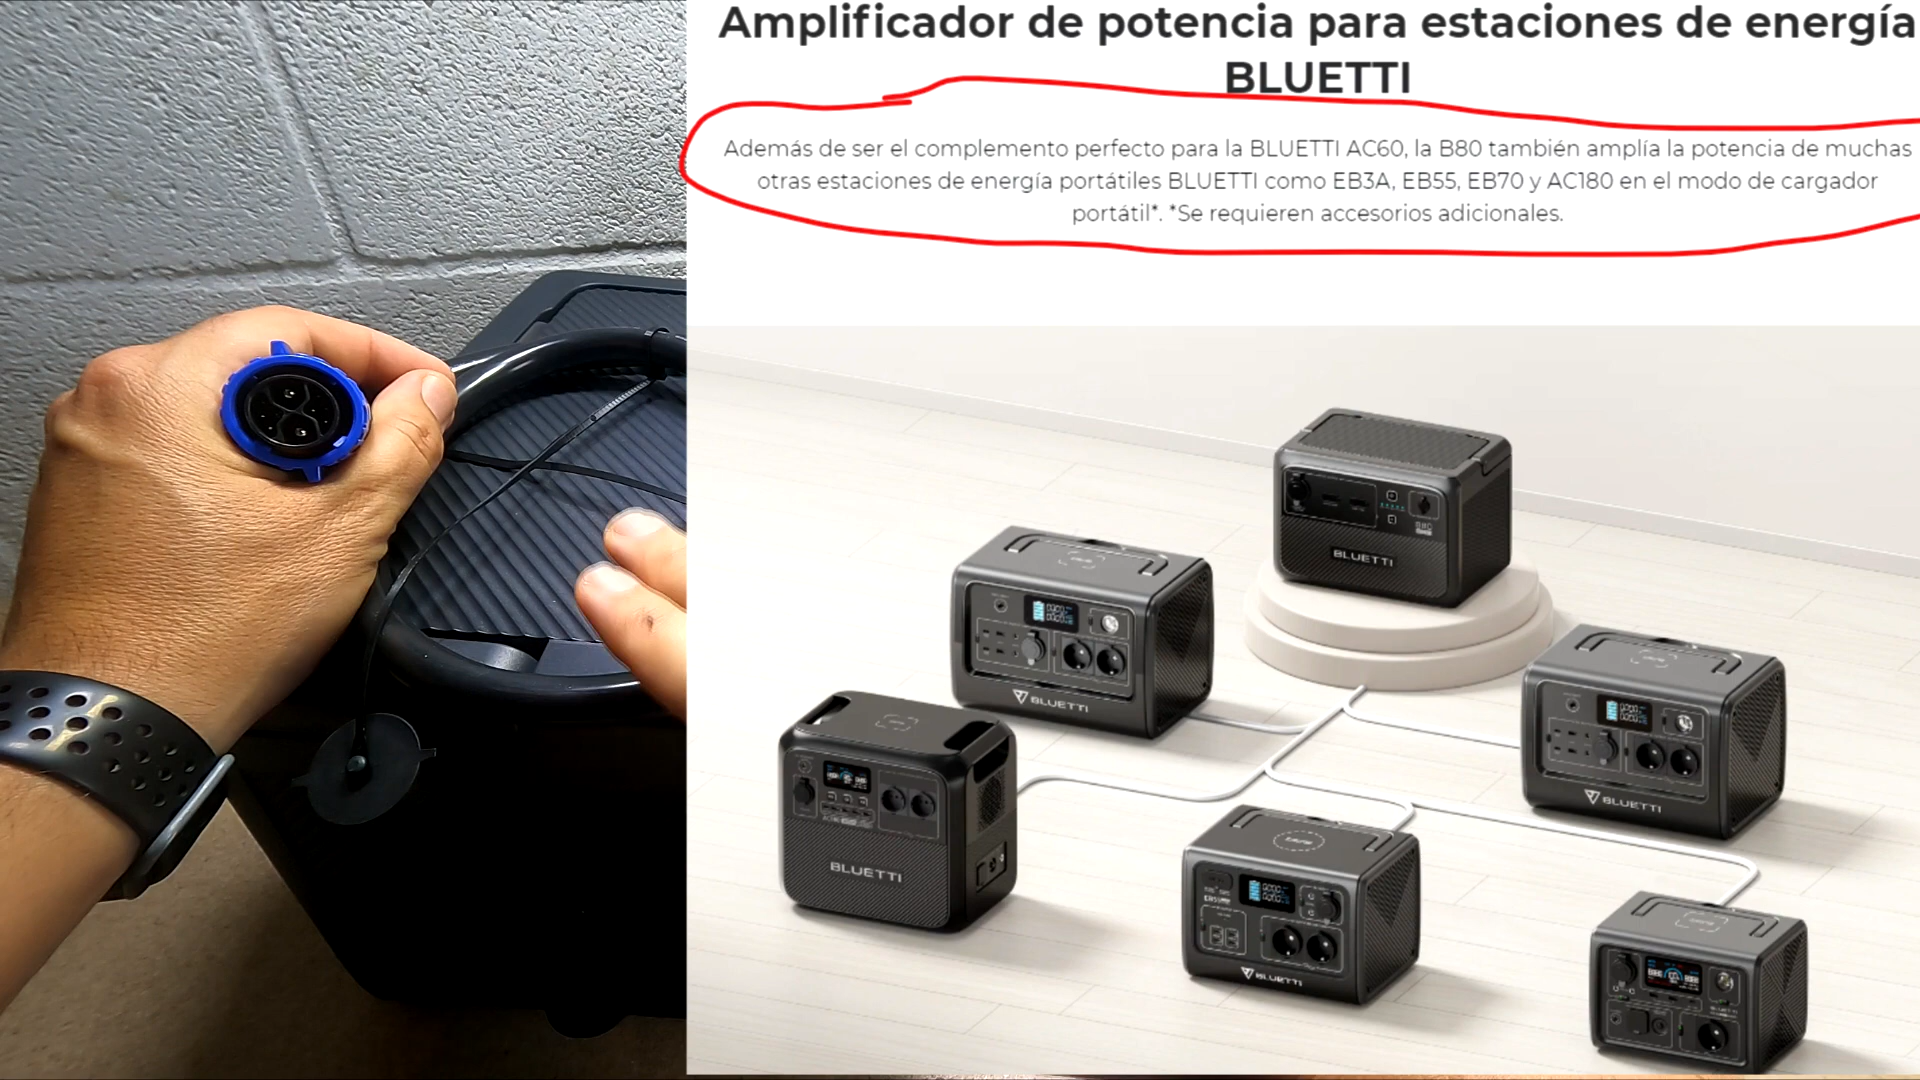 Amplificador de potencia para estaciones de energía
BLUETTI
Además de ser el complemento perfecto para la BLUETTI AC60, la B80 también amplía la potencia de muchas
otras estaciones de energía portátiles BLUETTI como EB3A, EB55, EB70 y AC180 en el modo de cargador
portátil*. *Se requieren accesorios adicionales.
BLUETTI
BLUETTI
BLUETTI
BLUETTI
BLUETTI